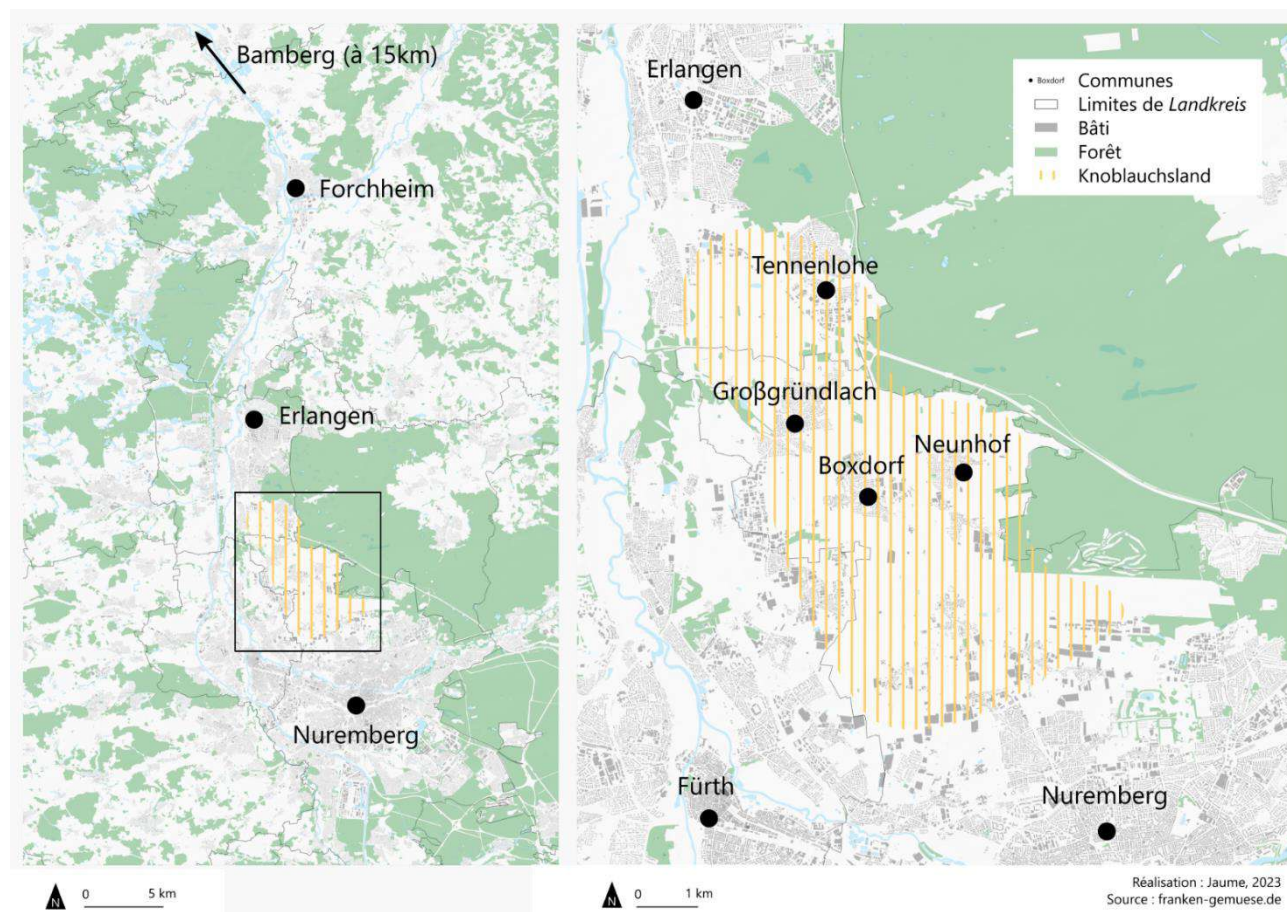 Bamberg (à 15km)
Forchheim
Erlangen
Nuremberg
N
0 5 km
Erlangen
Tennenlohe
Großgründlach
Neunhof
Boxdorf
Fürth
Nuremberg
• Boxdorf Communes
Limites de Landkreis
Bâti
Forêt
Knoblauchsland
N
0 1 km
Réalisation : Jaume, 2023
Source : franken-gemuese.de